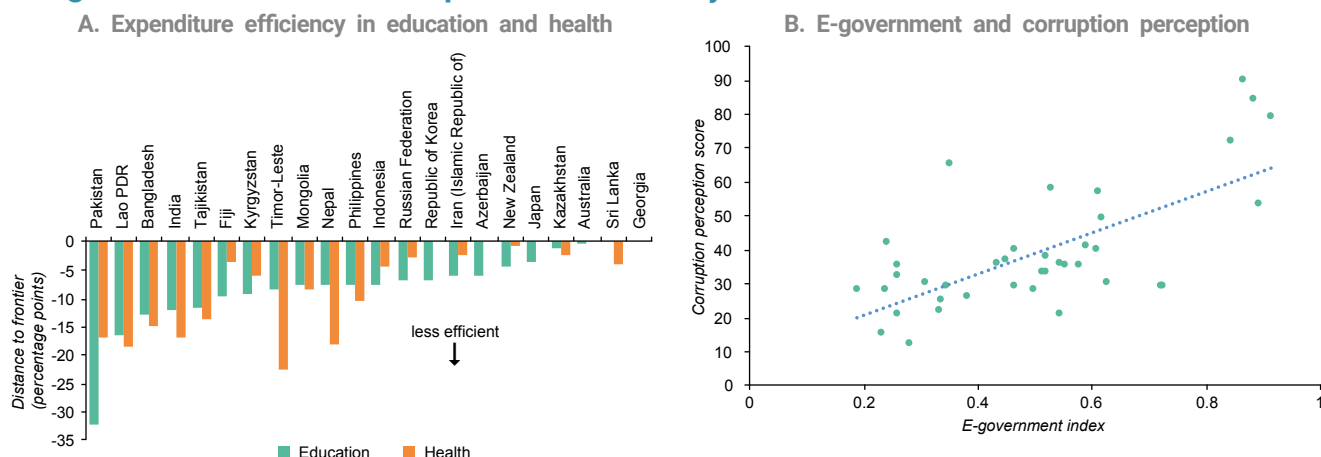 A. Expenditure efficiency in education and health
Pakistan
Lao PDR
Bangladesh
India
Tajikistan
Fiji
Kyrgyzstan
Timor-Leste
Mongolia
Nepal
Philippines
Indonesia
Russian Federation
Republic of Korea
Iran (Islamic Republic of)
Azerbaijan
New Zealand
Japan
Kazakhstan
Australia
Sri Lanka
Georgia
Distance to frontier
(percentage points)
0
-5
-10
-15
-20
-25
-30
-35
less efficient
Education
Health
B. E-government and corruption perception
Corruption perception score
100
90
80
70
60
50
40
30
20
10
0
0
0.2
0.4
0.6
0.8
1
E-government index